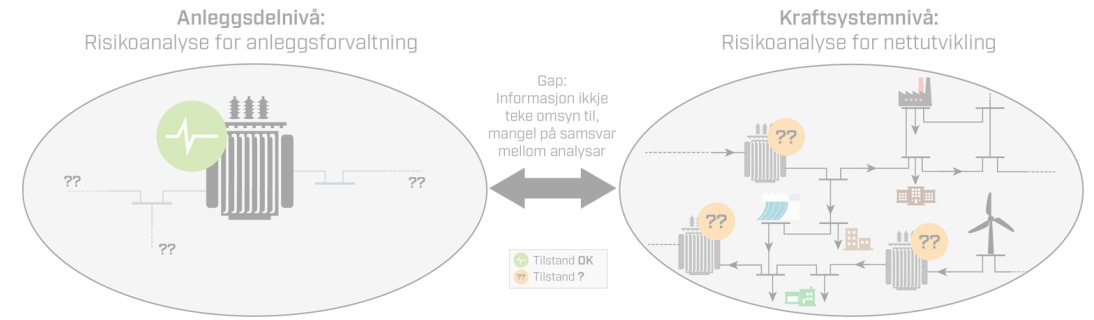 Anleggsdelnivå:
Risikoanalyse for anleggsforvaltning
Kraftsystemnivå:
Risikoanalyse for nettutvikling
Gap:
Informasjon ikkje
teke omsyn til,
mangel på samsvar
mellom analysar
??
??
??
??
??
??
Tilstand OK
?? Tilstand ?